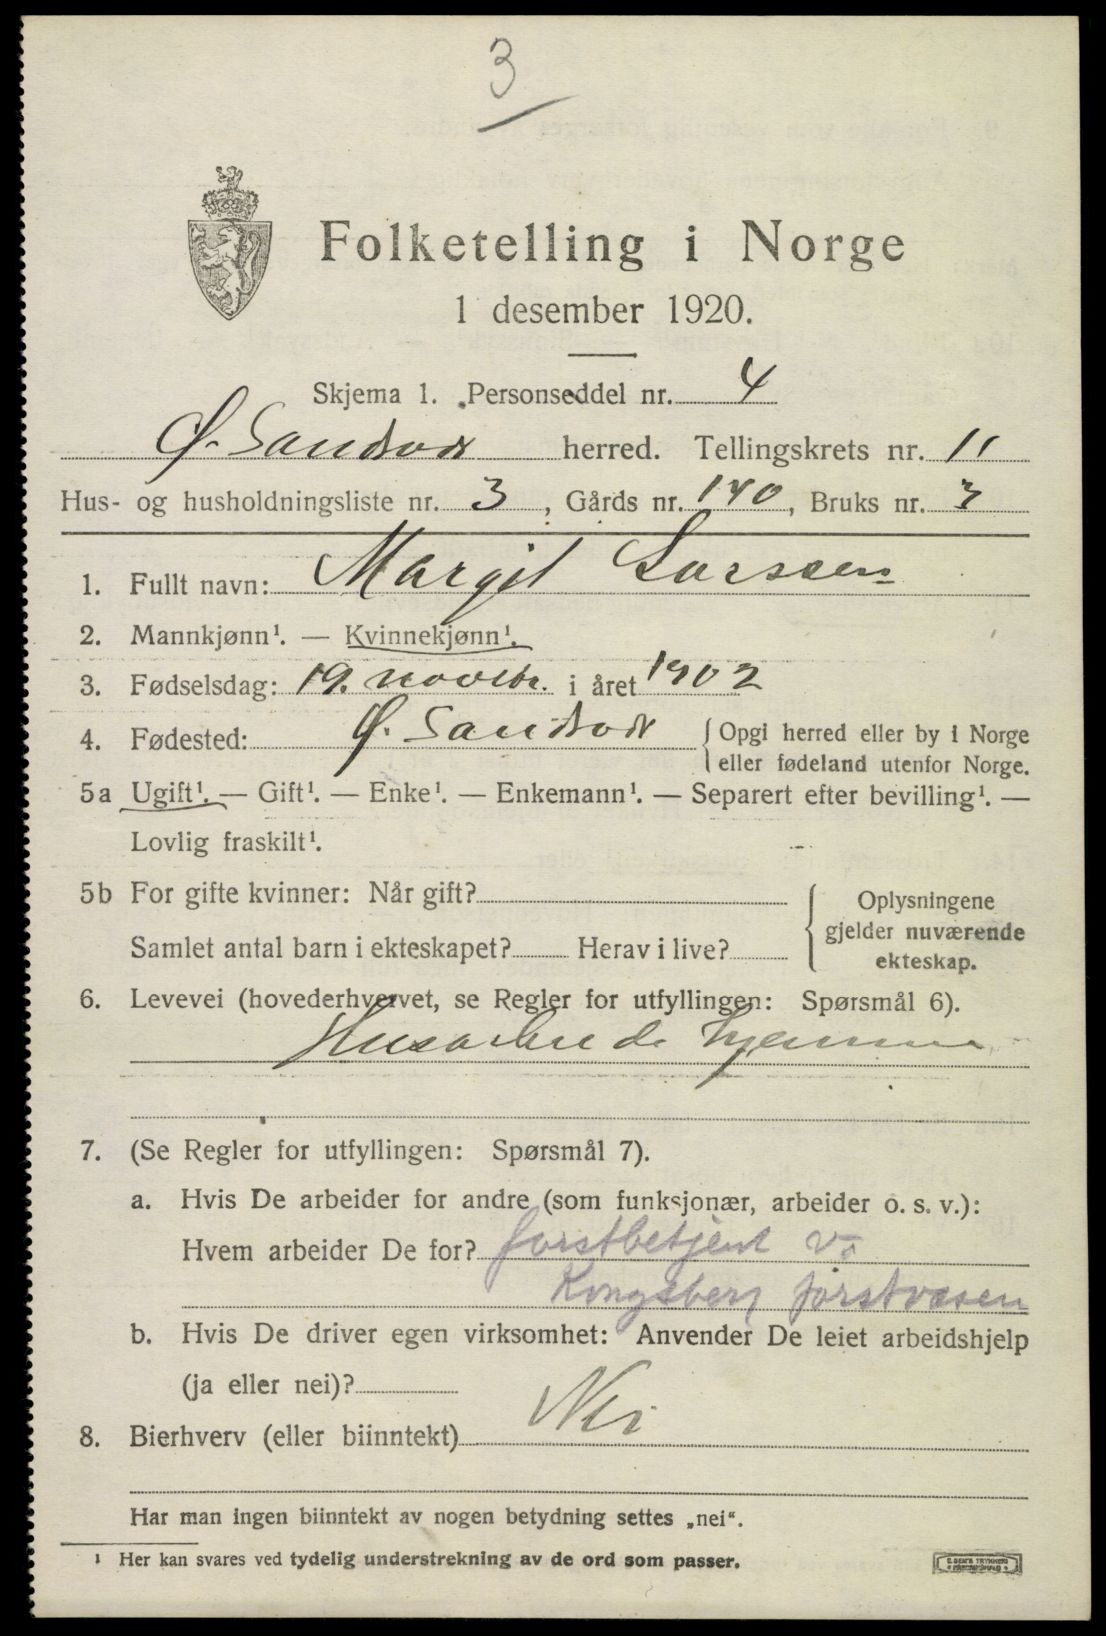 3
Folketelling i Norge
1 desember 1920.
Skjema 1. Personseddel nr. 4
Ø. Sandsvær herred. Tellingskrets nr. 11
Hus- og husholdningsliste nr. 3, Gårds nr. 140, Bruks nr. 3
1. Fullt navn: Margit Larssen
2. Mannkjønn¹. — Kvinnekjønn¹.
3. Fødselsdag: 19. novbr. i året 1902
4. Fødested: Ø. Sandsvær { Opgi herred eller by i Norge
eller fødeland utenfor Norge.
5a Ugift¹. — Gift¹. — Enke¹. — Enkemann¹. — Separert efter bevilling¹. —
Lovlig fraskilt¹.
5b For gifte kvinner: Når gift?
Samlet antal barn i ekteskapet? Herav i live?
Oplysningene
gjelder nuværende
ekteskap.
6. Levevei (hovederhvervet, se Regler for utfyllingen: Spørsmål 6).
Husarbeide hjemme
7. (Se Regler for utfyllingen: Spørsmål 7).
a. Hvis De arbeider for andre (som funksjonær, arbeider o. s. v.):
Hvem arbeider De for? forstbetjent v.
Kongsberg forstvæsen
b. Hvis De driver egen virksomhet: Anvender De leiet arbeidshjelp
(ja eller nei)?
8. Bierhverv (eller biinntekt) Nei
Har man ingen biinntekt av nogen betydning settes „nei“.
¹ Her kan svares ved tydelig understrekning av de ord som passer.